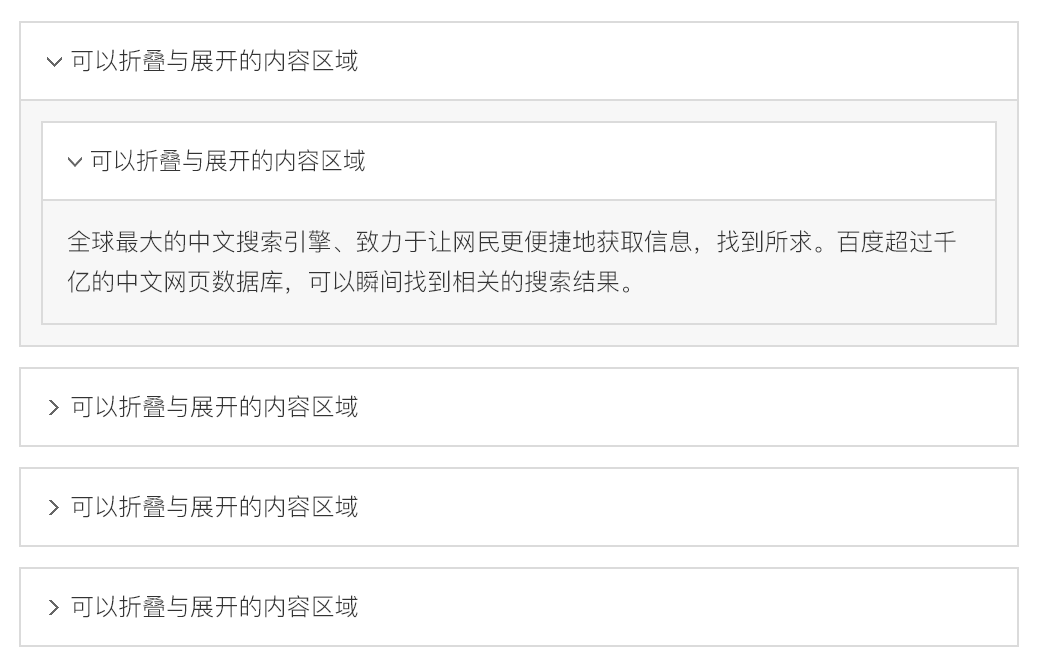 可以折叠与展开的内容区域
可以折叠与展开的内容区域
全球最大的中文搜索引擎、致力于让网民更便捷地获取信息，找到所求。百度超过千
亿的中文网页数据库，可以瞬间找到相关的搜索结果。
可以折叠与展开的内容区域
可以折叠与展开的内容区域
可以折叠与展开的内容区域